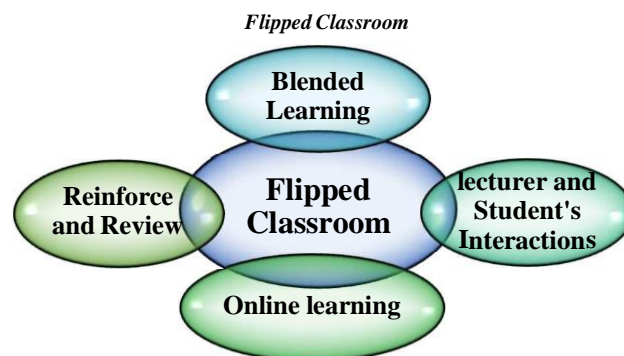 Flipped Classroom
Blended
Learning
Reinforce
and Review
Flipped
Classroom
lecturer and
Student's
Interactions
Online learning